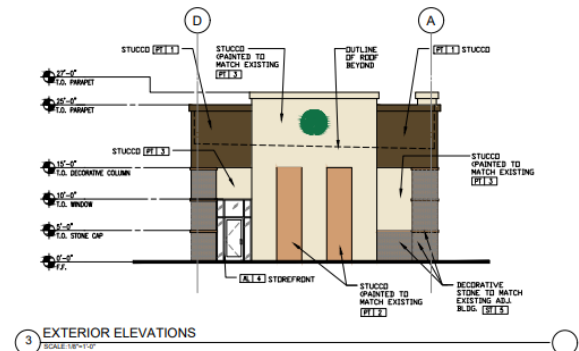 D
A
STUCCO PT 1
STUCCO
(PAINTED TO
MATCH EXISTING
PT 3
OUTLINE
OF ROOF
BEYOND
PT 1 STUCCO
27'-0"
T.O. PARAPET
25'-0"
T.O. PARAPET
STUCCO PT 3
15'-0"
T.O. DECORATIVE COLUMN
STUCCO
(PAINTED TO
MATCH EXISTING
PT 3
10'-0"
T.O. WINDOW
5'-0"
T.O. STONE CAP
0'-0"
F.F.
AL 4 STOREFRONT
STUCCO
(PAINTED TO
MATCH EXISTING
PT 2
DECORATIVE
STONE TO MATCH
EXISTING ADJ.
BLDG. ST 5
3 EXTERIOR ELEVATIONS
SCALE:1/8"=1'-0"